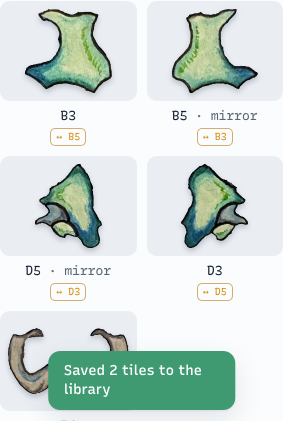 B3
B5 · mirror
↔ B5
↔ B3
D5 · mirror
D3
↔ D3
↔ D5
Saved 2 tiles to the
library